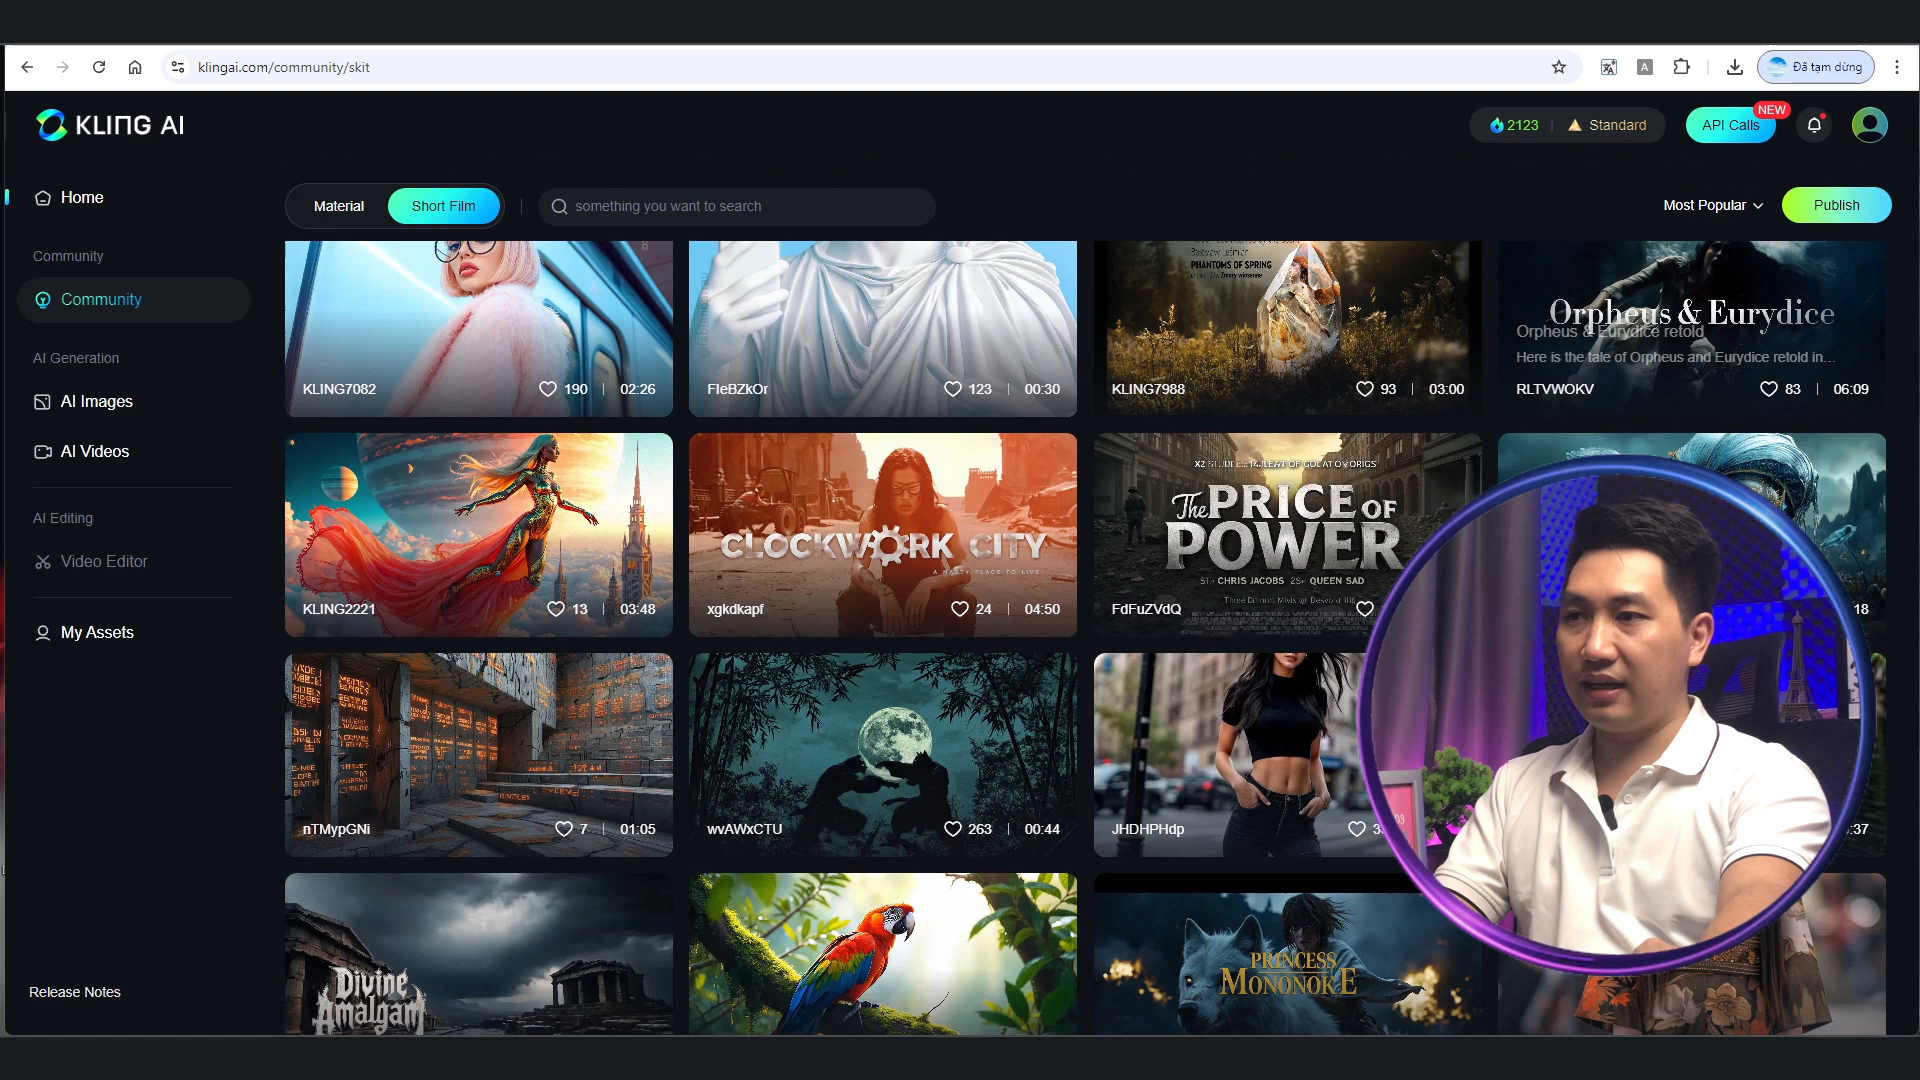 klingai.com/community/skit
Đã tạm dừng
KLING AI
2123
Standard
API Calls
NEW
Home
Material
Short Film
something you want to search
Most Popular
Publish
Community
Community
AI Generation
AI Images
AI Videos
AI Editing
Video Editor
My Assets
Release Notes
KLING7082
190
02:26
FIeBZkOr
123
00:30
PHANTOMS OF SPRING
KLING7988
93
03:00
Orpheus & Eurydice
Orpheus & Eurydice retold
Here is the tale of Orpheus and Eurydice retold in...
RLTVWOKV
83
06:09
KLING2221
13
03:48
CLOCKWORK CITY
A NASTY PLACE TO LIVE
xgkdkapf
24
04:50
The PRICE OF
POWER
CHRIS JACOBS
QUEEN SAD
FdFuZVdQ
18
nTMypGNi
7
01:05
wvAWxCTU
263
00:44
JHDHPHdp
:37
Divine
Amalgam
PRINCESS
MONONOKE